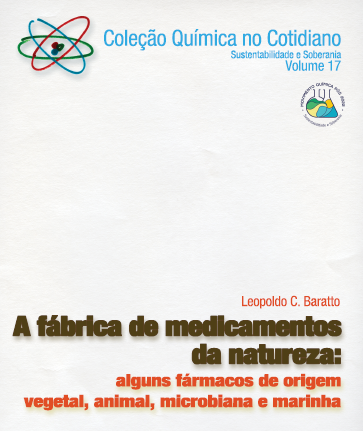 Coleção Química no Cotidiano
Sustentabilidade e Soberania
Volume 17
Leopoldo C. Baratto
A fábrica de medicamentos
da natureza:
alguns fármacos de origem
vegetal, animal, microbiana e marinha